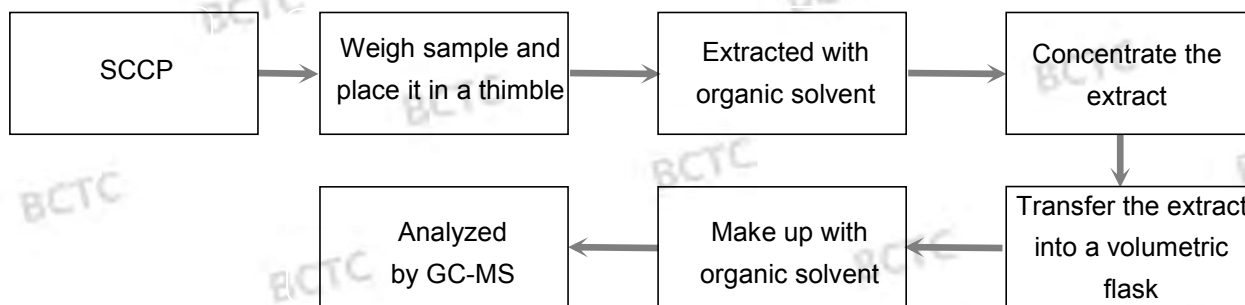 SCCP
Weigh sample and
place it in a thimble
Extracted with
organic solvent
Concentrate the
extract
Transfer the extract
into a volumetric
flask
Make up with
organic solvent
Analyzed
by GC-MS
BCTC
BCTC
BCTC
BCTC
BCTC
BCTC
BCTC